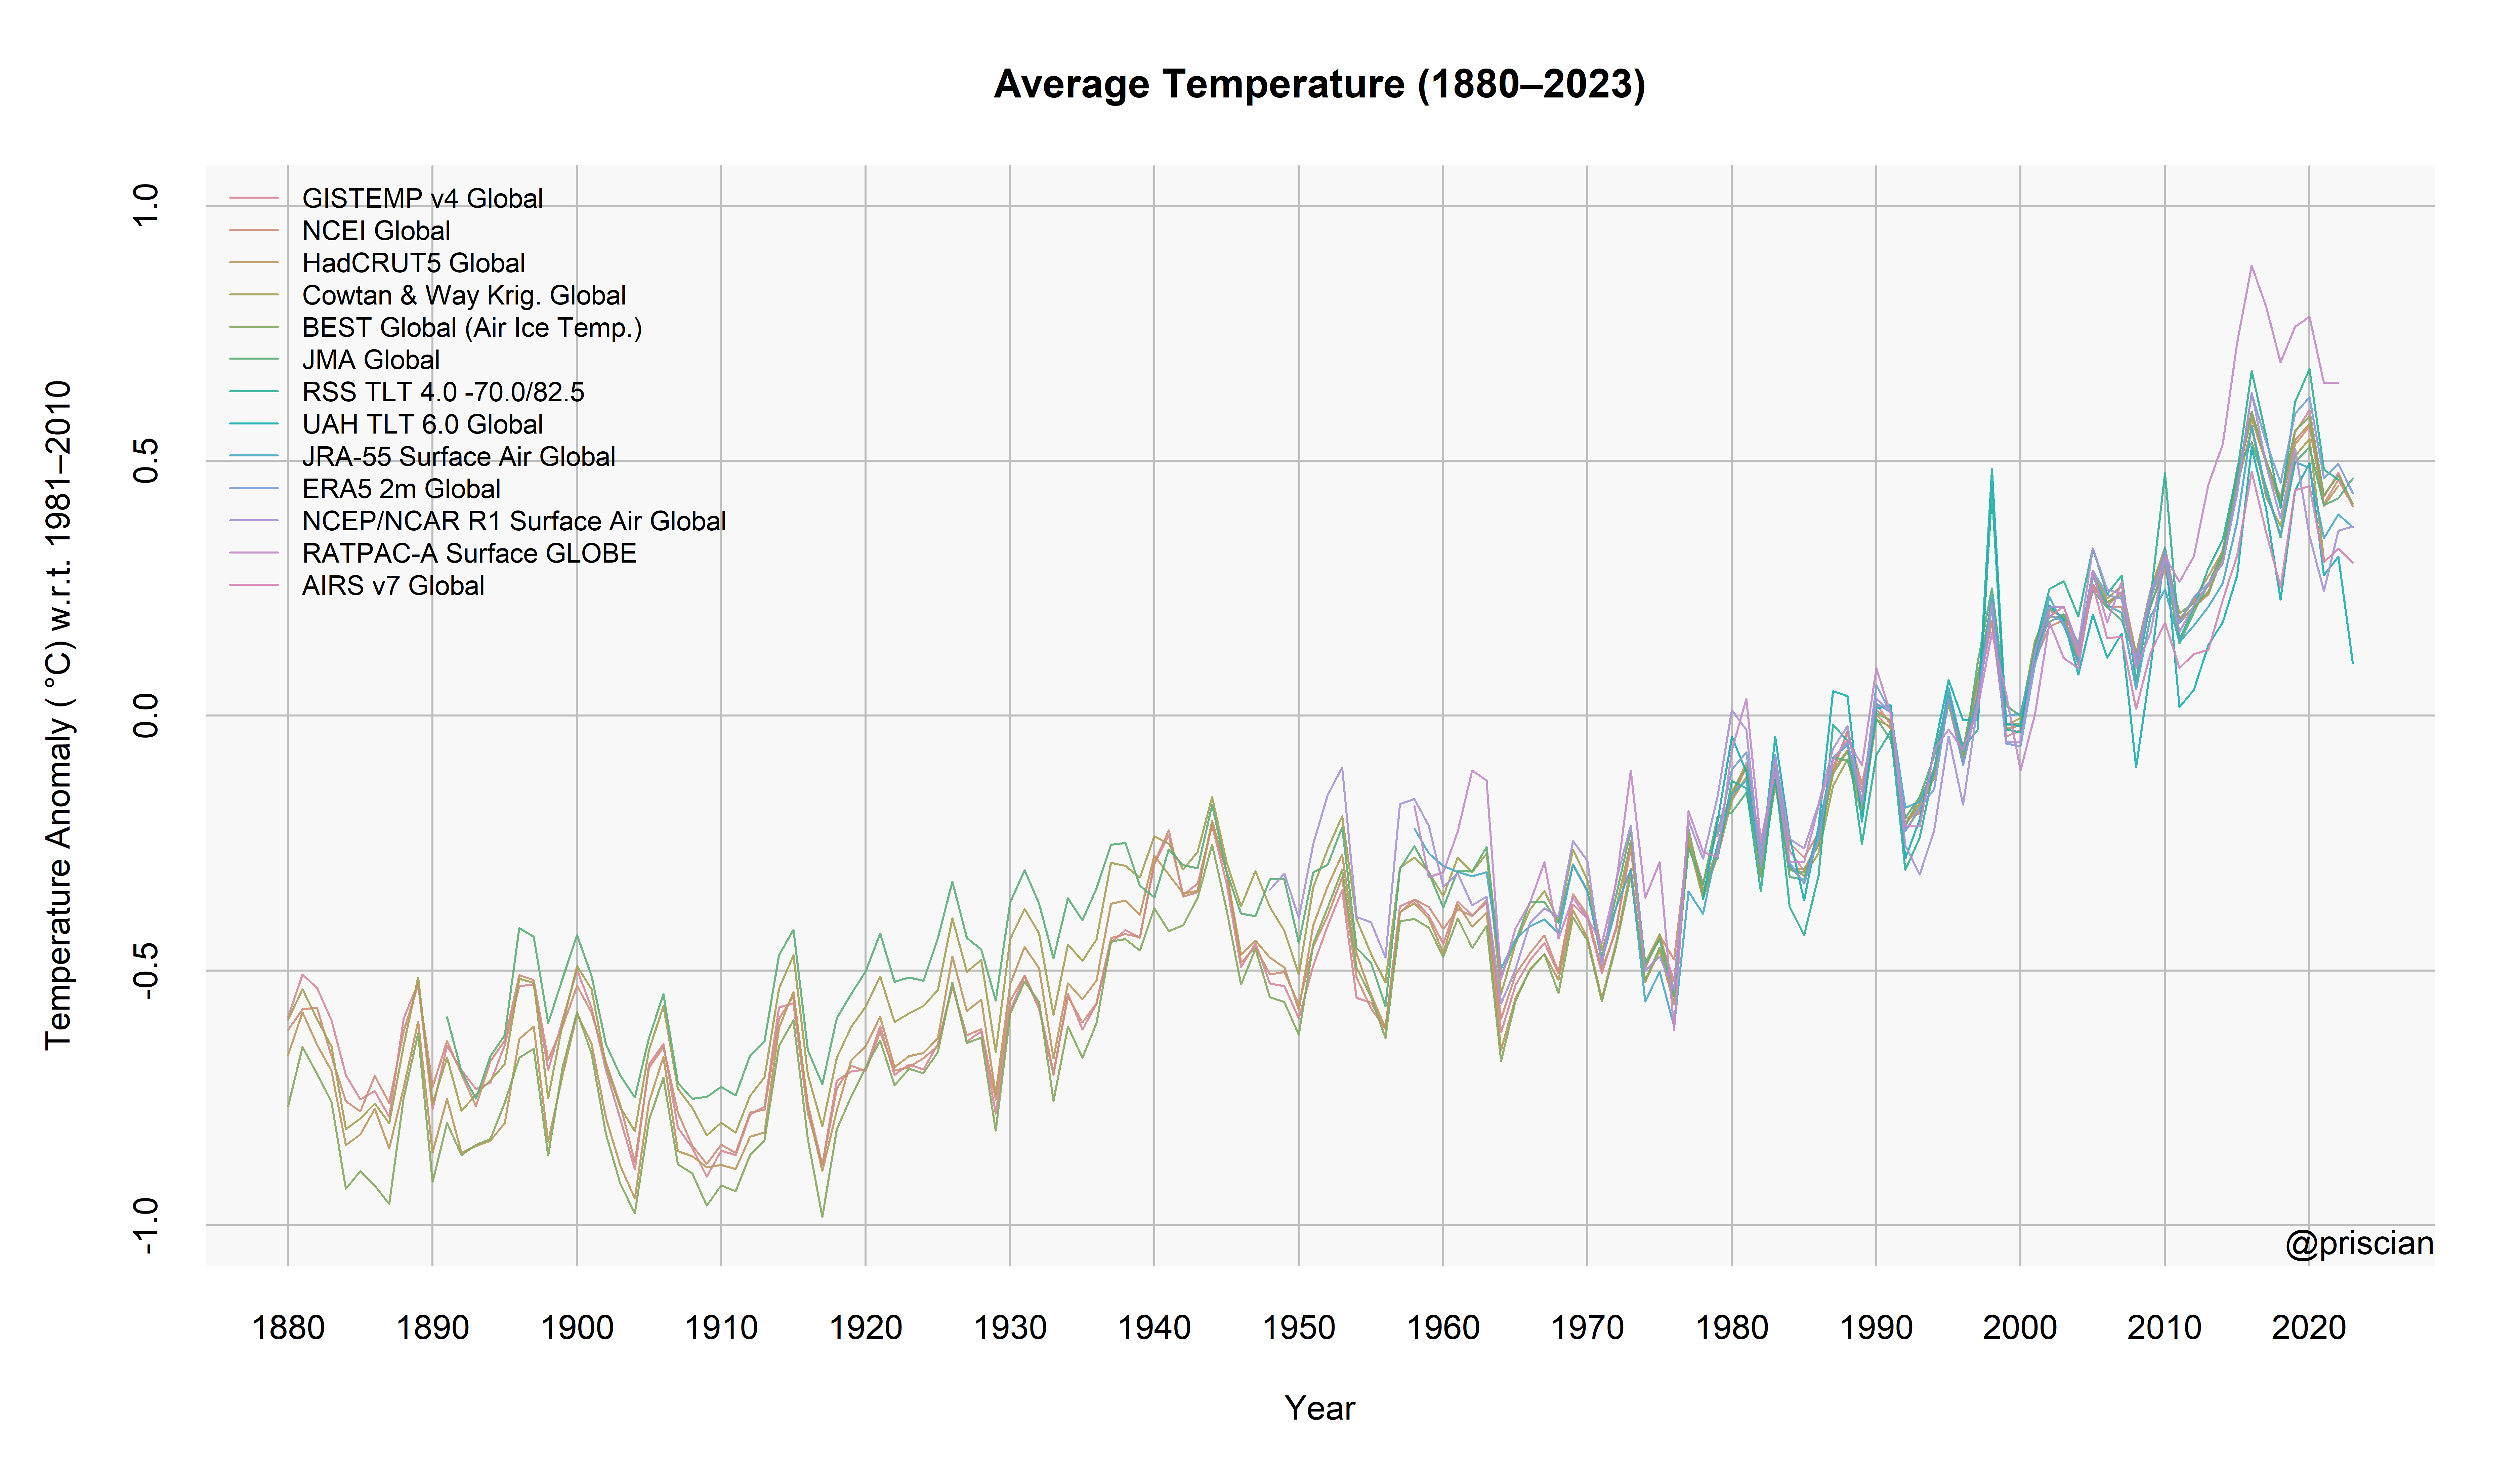 Average Temperature (1880–2023)
Temperature Anomaly ( °C) w.r.t. 1981–2010
1.0
0.5
0.0
-0.5
-1.0
GISTEMP v4 Global
NCEI Global
HadCRUT5 Global
Cowtan & Way Krig. Global
BEST Global (Air Ice Temp.)
JMA Global
RSS TLT 4.0 -70.0/82.5
UAH TLT 6.0 Global
JRA-55 Surface Air Global
ERA5 2m Global
NCEP/NCAR R1 Surface Air Global
RATPAC-A Surface GLOBE
AIRS v7 Global
@priscian
1880 1890 1900 1910 1920 1930 1940 1950 1960 1970 1980 1990 2000 2010 2020
Year